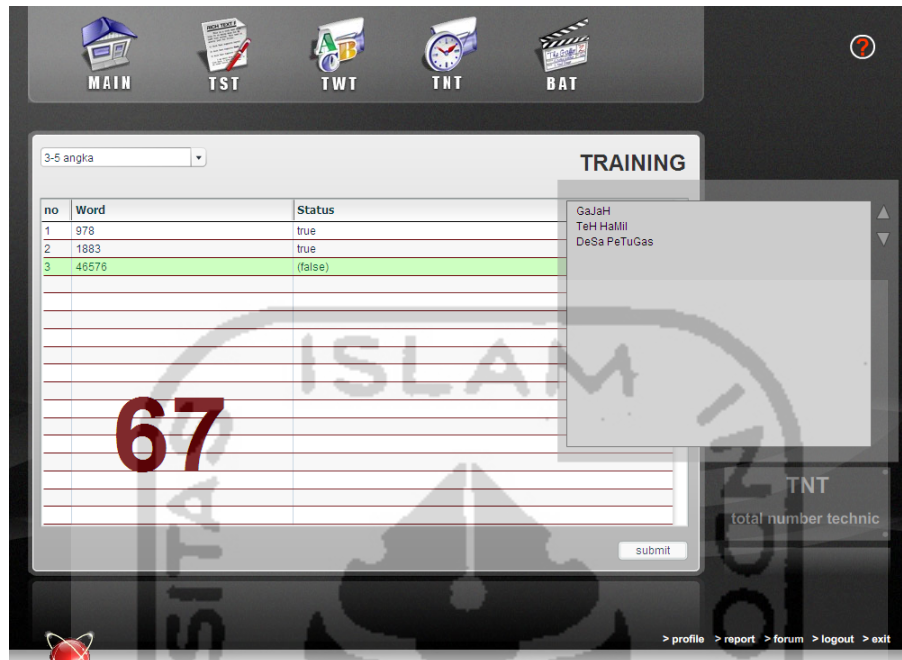 MAIN TST TWT TNT BAT
?
3-5 angka
TRAINING
no Word Status
1 978 true
2 1883 true
3 46576 (false)
GaJaH
TeH HaMil
DeSa PeTuGas
67
ISLAM
SITAS
TNT
total number technic
submit
> profile > report > forum > logout > exit